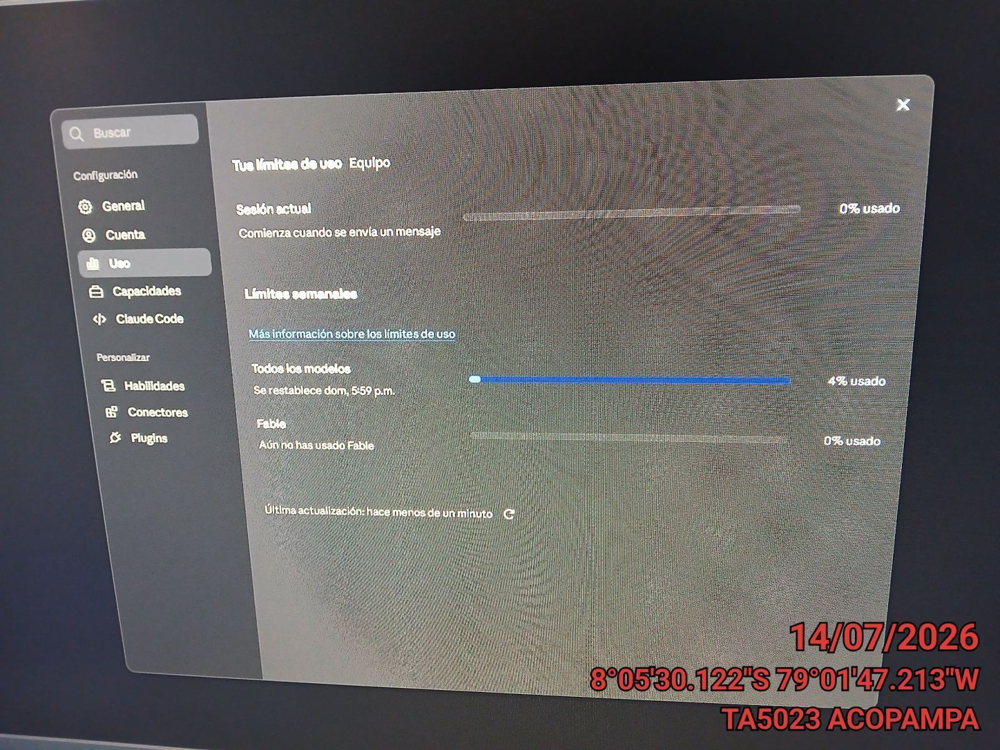 Buscar
Configuración
General
Cuenta
Uso
Capacidades
Claude Code
Personalizar
Habilidades
Conectores
Plugins
Tus límites de uso Equipo
Sesión actual
Comienza cuando se envía un mensaje
0% usado
Límites semanales
Más información sobre los límites de uso
Todos los modelos
Se restablece dom, 5:59 p.m.
4% usado
Fable
Aún no has usado Fable
0% usado
Última actualización: hace menos de un minuto
14/07/2026
8°05'30.122"S 79°01'47.213"W
TA5023 ACOPAMPA